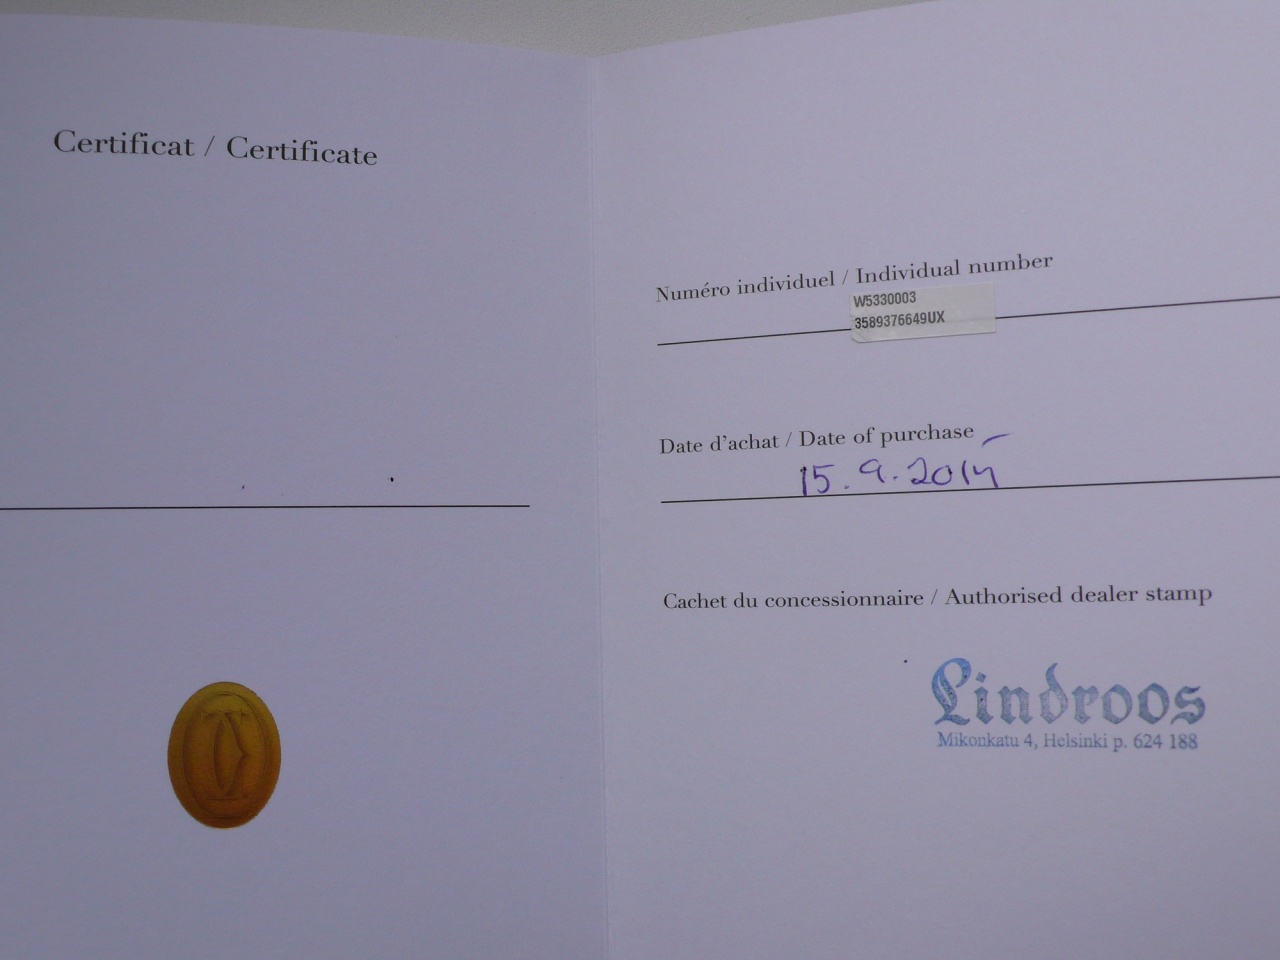 Certificat / Certificate
Numéro individuel / Individual number
W5330003
3589376649UX
Date d'achat / Date of purchase
15.9.2014
Cachet du concessionnaire / Authorised dealer stamp
Lindroos
Mikonkatu 4, Helsinki p. 624 188